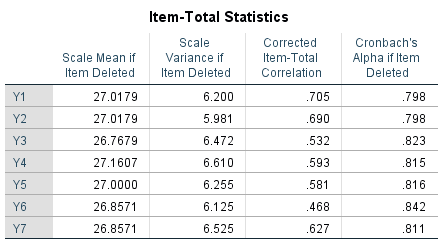 Item-Total Statistics
Scale Mean if Item Deleted Scale Variance if Item Deleted Corrected Item-Total Correlation Cronbach's Alpha if Item Deleted
Y1 27.0179 6.200 .705 .798
Y2 27.0179 5.981 .690 .798
Y3 26.7679 6.472 .532 .823
Y4 27.1607 6.610 .593 .815
Y5 27.0000 6.255 .581 .816
Y6 26.8571 6.125 .468 .842
Y7 26.8571 6.525 .627 .811